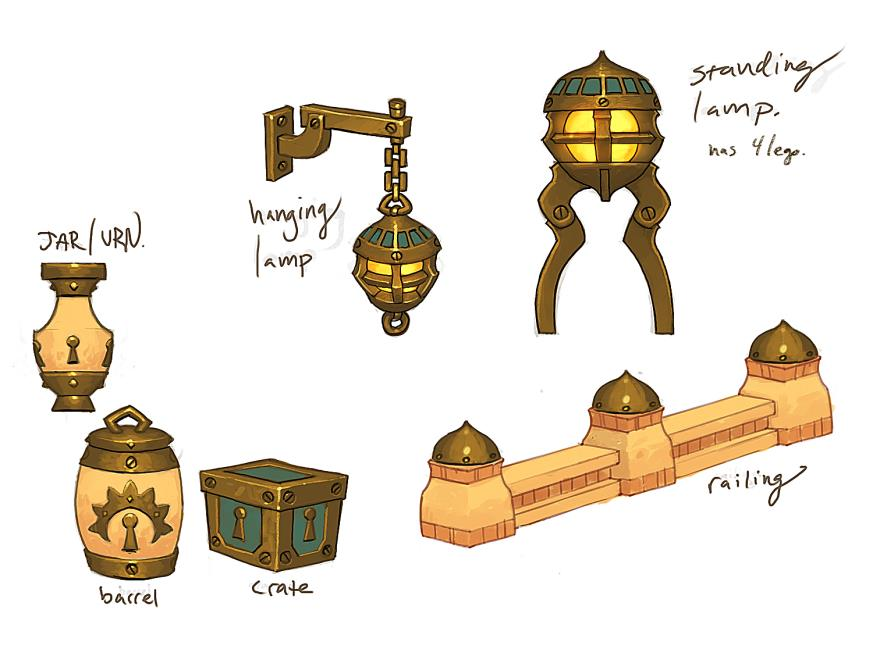 standing
lamp.
has 4 legs.
hanging
lamp
JAR/URN.
railing
barrel
crate